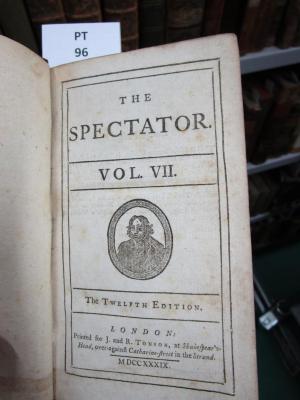 PT
96
THE
SPECTATOR.
VOL. VII.
The TWELFTH EDITION.
LONDON:
Printed for J. and R. TONSON, at Shakespear's-
Head, over-against Catharine-street in the Strand.
MDCCXXXIX.